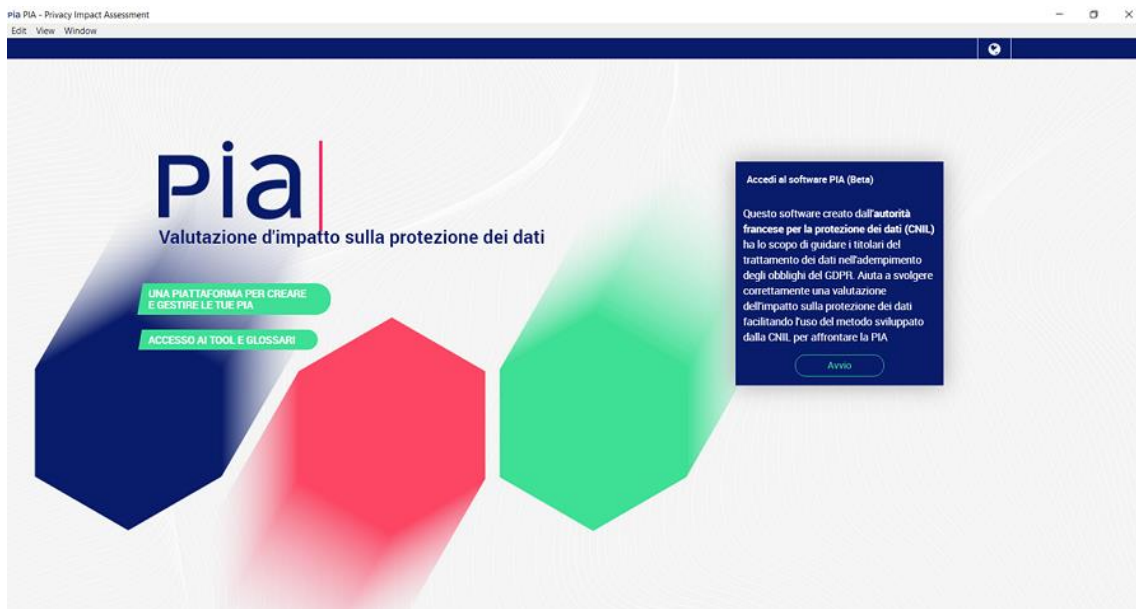 pia PIA - Privacy Impact Assessment
Edit View Window
pia
Valutazione d'impatto sulla protezione dei dati
UNA PIATTAFORMA PER CREARE
E GESTIRE LE TUE PIA
ACCESSO AI TOOL E GLOSSARI
Accedi al software PIA (Beta)
Questo software creato dall'autorità
francese per la protezione dei dati (CNIL)
ha lo scopo di guidare i titolari del
trattamento dei dati nell'adempimento
degli obblighi del GDPR. Aiuta a svolgere
correttamente una valutazione
dell'impatto sulla protezione dei dati
facilitando l'uso del metodo sviluppato
dalla CNIL per affrontare la PIA
Avvio